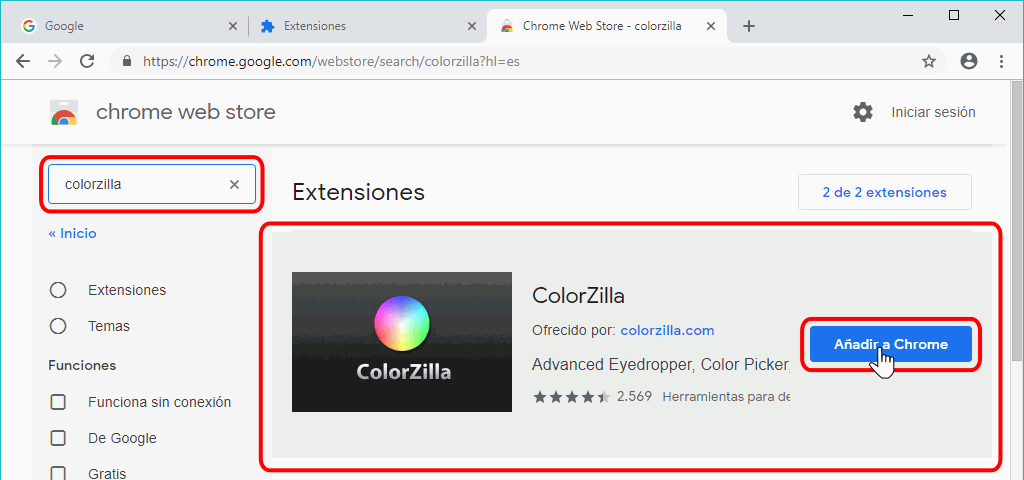 Google
Extensiones
Chrome Web Store - colorzilla
https://chrome.google.com/webstore/search/colorzilla?hl=es
chrome web store
Iniciar sesión
colorzilla
« Inicio
Extensiones
Temas
Funciones
Funciona sin conexión
De Google
Gratis
Extensiones
2 de 2 extensiones
ColorZilla
ColorZilla
Ofrecido por: colorzilla.com
Advanced Eyedropper, Color Picker,
2.569 Herramientas para de
Añadir a Chrome